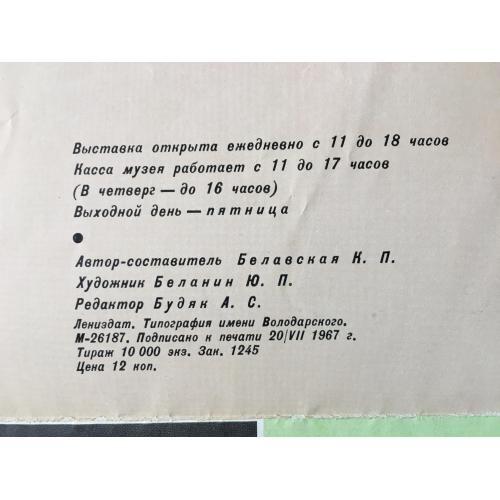 Выставка открыта ежедневно с 11 до 18 часов
Касса музея работает с 11 до 17 часов
(В четверг — до 16 часов)
Выходной день — пятница
Автор-составитель Белавская К. П.
Художник Беланин Ю. П.
Редактор Будяк А. С.
Лениздат. Типография имени Володарского.
М-26187. Подписано к печати 20/VII 1967 г.
Тираж 10 000 экз. Зак. 1245
Цена 12 коп.